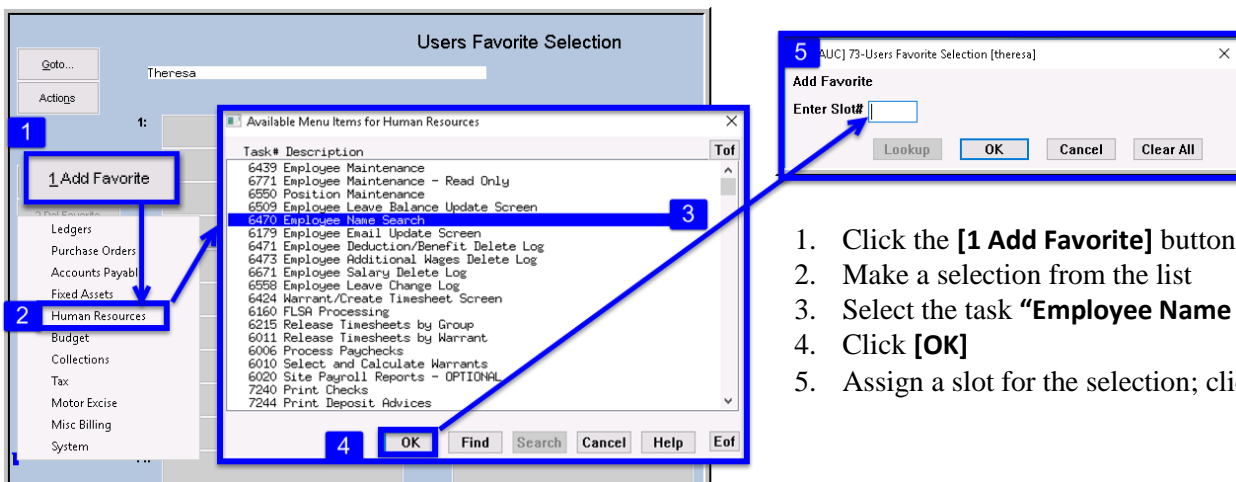 Users Favorite Selection
Goto...
Theresa
Actions
1
1:
1 Add Favorite
2 Del Favorite
Ledgers
Purchase Orders
Accounts Payabl
Fixed Assets
2
Human Resources
Budget
Collections
Tax
Motor Excise
Misc Billing
System
Available Menu Items for Human Resources
Task# Description
Tof
6439 Employee Maintenance
6771 Employee Maintenance - Read Only
6550 Position Maintenance
6509 Employee Leave Balance Update Screen
6470 Employee Name Search
3
6179 Employee Email Update Screen
6471 Employee Deduction/Benefit Delete Log
6473 Employee Additional Wages Delete Log
6671 Employee Salary Delete Log
6558 Employee Leave Change Log
6424 Warrant/Create Timesheet Screen
6160 FLSA Processing
6215 Release Timesheets by Group
6011 Release Timesheets by Warrant
6006 Process Paychecks
6010 Select and Calculate Warrants
6020 Site Payroll Reports - OPTIONAL
7240 Print Checks
7244 Print Deposit Advices
4
OK Find Search Cancel Help Eof
5
AUC] 73-Users Favorite Selection [theresa]
Add Favorite
Enter Slot#
Lookup OK Cancel Clear All
1. Click the [1 Add Favorite] button
2. Make a selection from the list
3. Select the task “Employee Name
4. Click [OK]
5. Assign a slot for the selection; cli